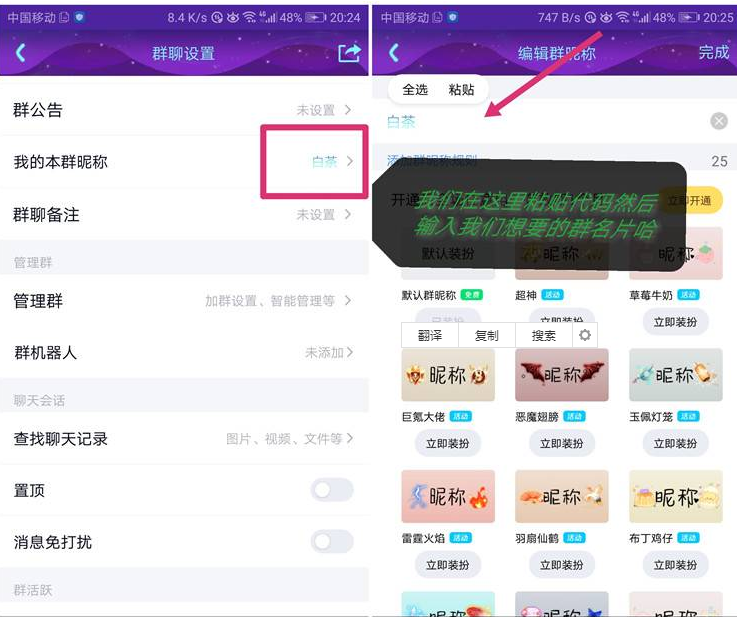 中国移动 8.4 K/s 48% 20:24
群聊设置
群公告 未设置
我的本群昵称 白茶
群聊备注 未设置
管理群
管理群 加群设置、智能管理等
群机器人 未添加
聊天会话
查找聊天记录 图片、视频、文件等
置顶
消息免打扰
群活跃
中国移动 747 B/s 48% 20:25
编辑群昵称 完成
全选 粘贴
白茶
添加群昵称规则 25
我们在这里粘贴代码然后
输入我们想要的群名片哈
开通 立即开通
默认装扮 昵称 昵称
默认群昵称 免费 超神 活动 草莓牛奶 活动
已装扮 立即装扮 立即装扮
翻译 复制 搜索
昵称 昵称 昵称
巨氪大佬 活动 恶魔翅膀 活动 玉佩灯笼 活动
立即装扮 立即装扮 立即装扮
昵称 昵称 昵称
雷霆火焰 活动 羽扇仙鹤 活动 布丁鸡仔 活动
立即装扮 立即装扮 立即装扮
昵称 昵称 昵称